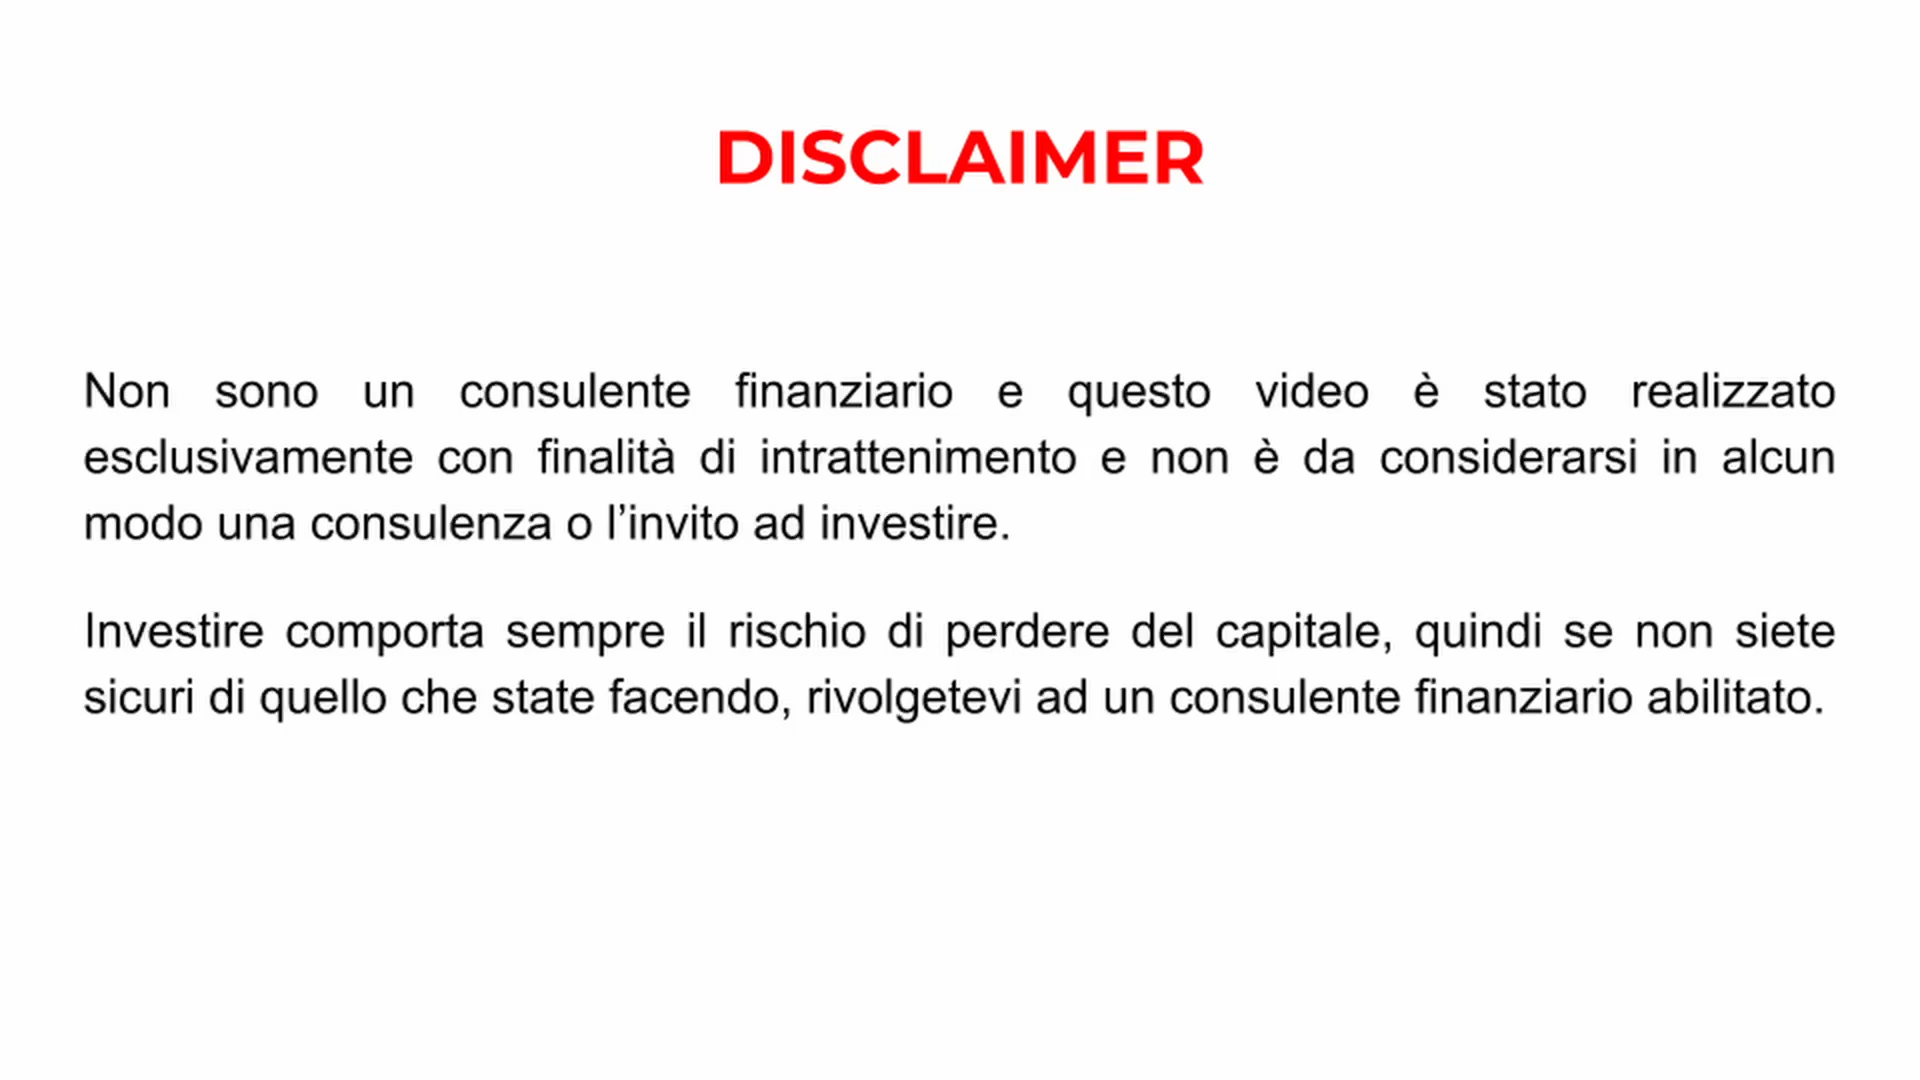 DISCLAIMER
Non sono un consulente finanziario e questo video è stato realizzato
esclusivamente con finalità di intrattenimento e non è da considerarsi in alcun
modo una consulenza o l’invito ad investire.
Investire comporta sempre il rischio di perdere del capitale, quindi se non siete
sicuri di quello che state facendo, rivolgetevi ad un consulente finanziario abilitato.